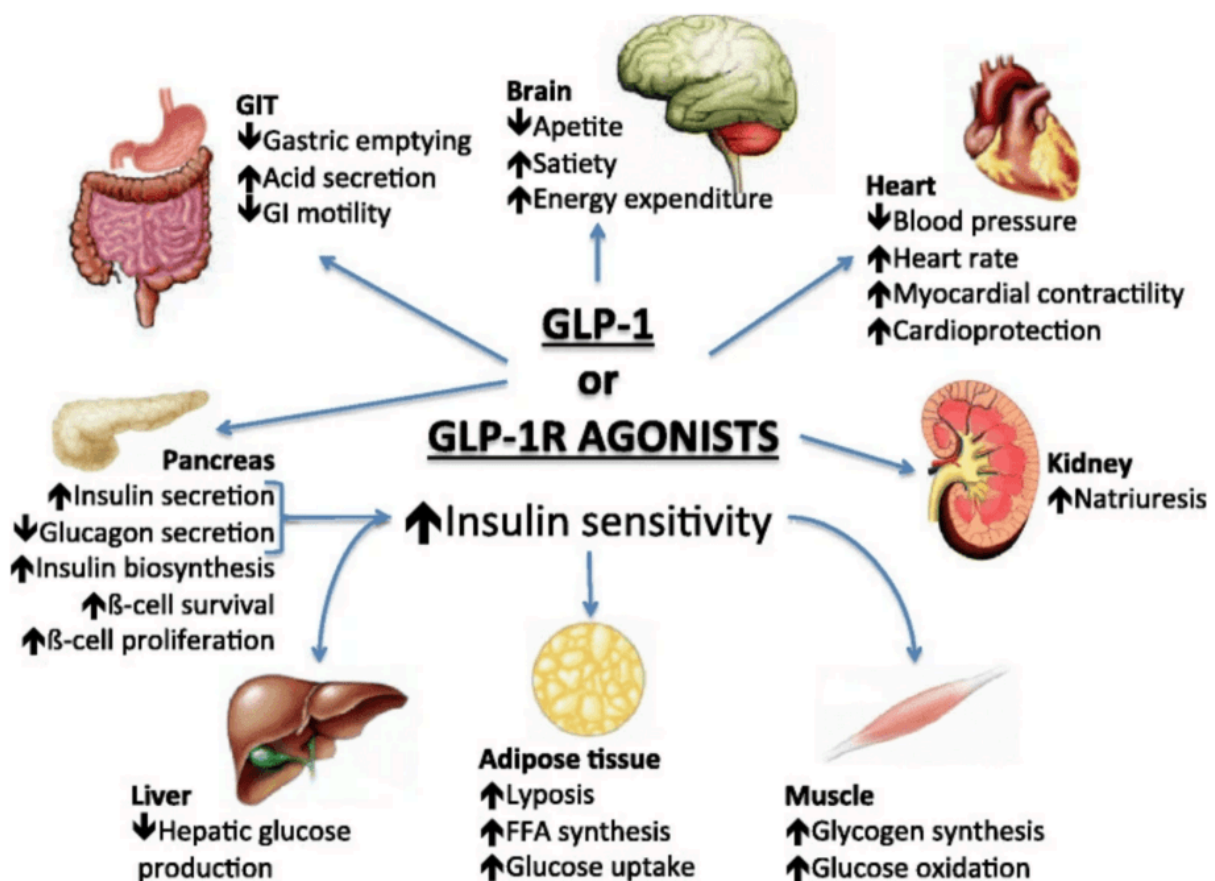 GIT
↓Gastric emptying
↑Acid secretion
↓GI motility
Brain
↓Apetite
↑Satiety
↑Energy expenditure
Heart
↓Blood pressure
↑Heart rate
↑Myocardial contractility
↑Cardioprotection
GLP-1
or
GLP-1R AGONISTS
↑Insulin sensitivity
Pancreas
↑Insulin secretion
↓Glucagon secretion
↑Insulin biosynthesis
↑ß-cell survival
↑ß-cell proliferation
Kidney
↑Natriuresis
Liver
↓Hepatic glucose
production
Adipose tissue
↑Lyposis
↑FFA synthesis
↑Glucose uptake
Muscle
↑Glycogen synthesis
↑Glucose oxidation